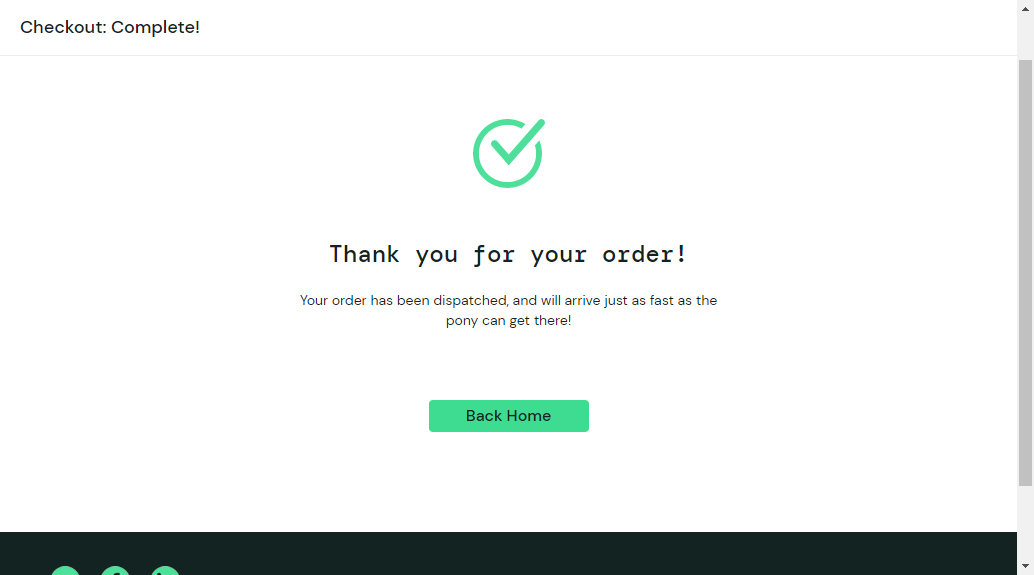 Checkout: Complete!
Thank you for your order!
Your order has been dispatched, and will arrive just as fast as the
pony can get there!
Back Home